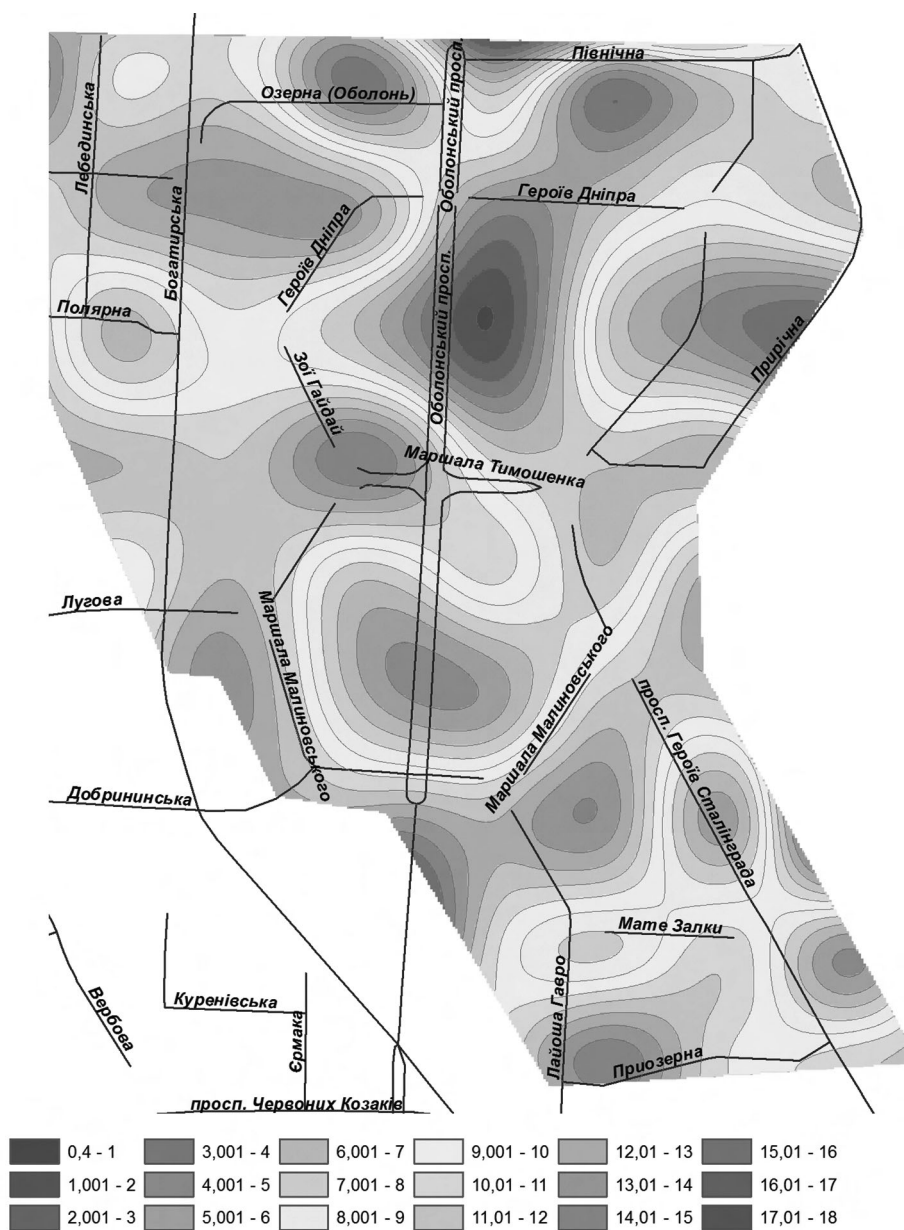 Північна
Оболонський просп.
Озерна (Оболонь)
Лебединська
Героїв Дніпра
Героїв Дніпра
Богатирська
Оболонський просп.
Полярна
Прирічна
Зої Гайдай
Маршала Тимошенка
Лугова
Маршала Малиновського
Маршала Малиновського
просп. Героїв Сталінграда
Добрининська
Мате Залки
Лайоша Гавро
Вербова
Куренівська
Єрмака
Приозерна
просп. Червоних Козаків
0,4 - 1 3,001 - 4 6,001 - 7 9,001 - 10 12,01 - 13 15,01 - 16
1,001 - 2 4,001 - 5 7,001 - 8 10,01 - 11 13,01 - 14 16,01 - 17
2,001 - 3 5,001 - 6 8,001 - 9 11,01 - 12 14,01 - 15 17,01 - 18